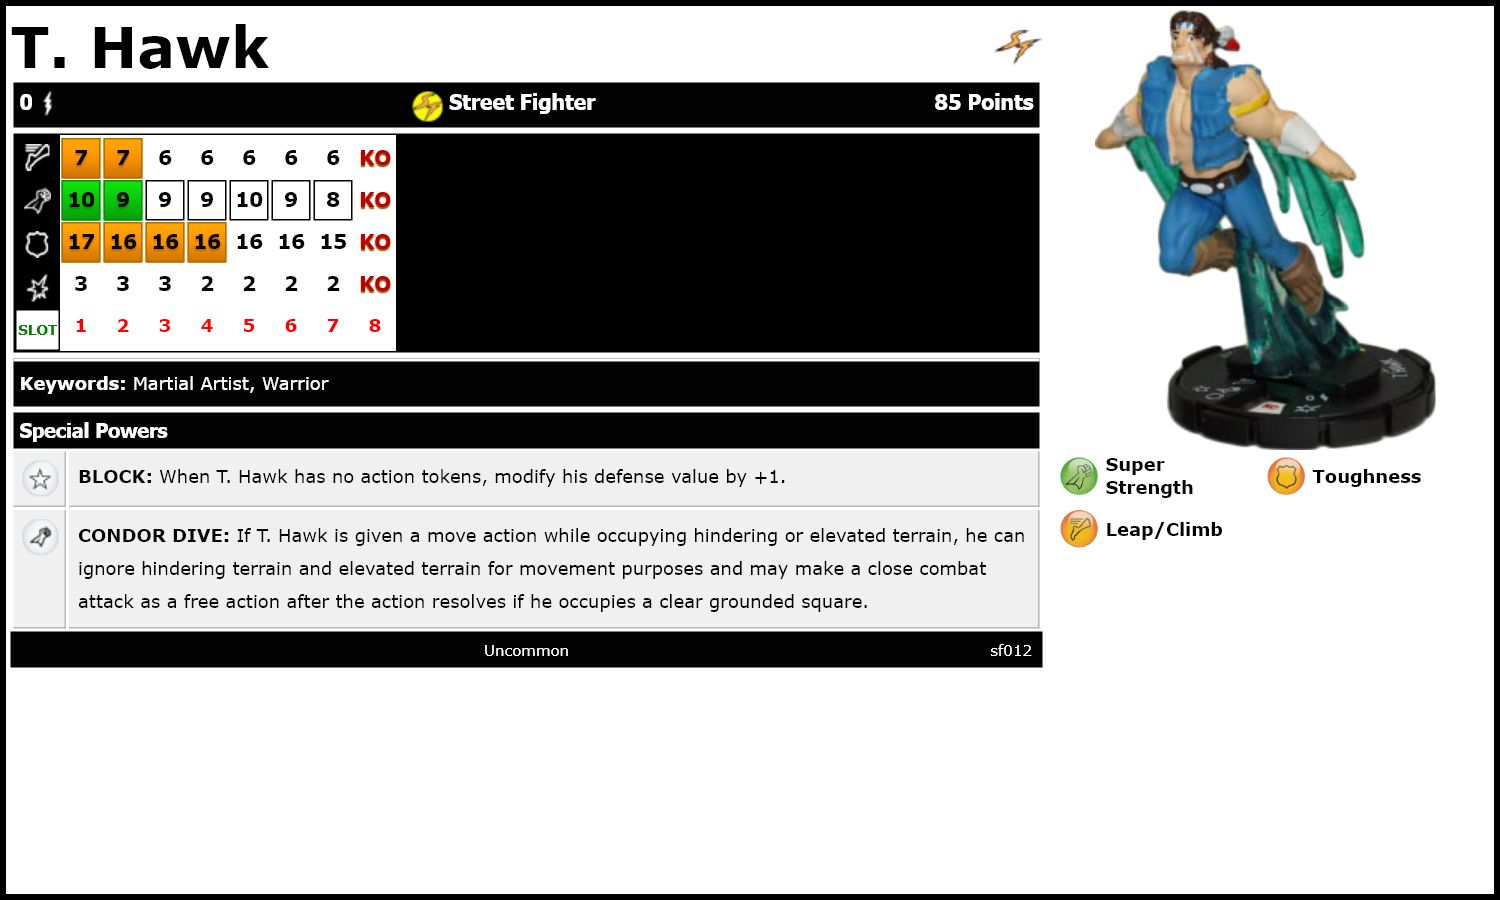 T. Hawk
0 Street Fighter 85 Points
7 7 6 6 6 6 6 KO
10 9 9 9 10 9 8 KO
17 16 16 16 16 16 15 KO
3 3 3 2 2 2 2 KO
SLOT 1 2 3 4 5 6 7 8
Keywords: Martial Artist, Warrior
Special Powers
BLOCK: When T. Hawk has no action tokens, modify his defense value by +1.
CONDOR DIVE: If T. Hawk is given a move action while occupying hindering or elevated terrain, he can
ignore hindering terrain and elevated terrain for movement purposes and may make a close combat
attack as a free action after the action resolves if he occupies a clear grounded square.
Uncommon sf012
Super
Strength
Toughness
Leap/Climb